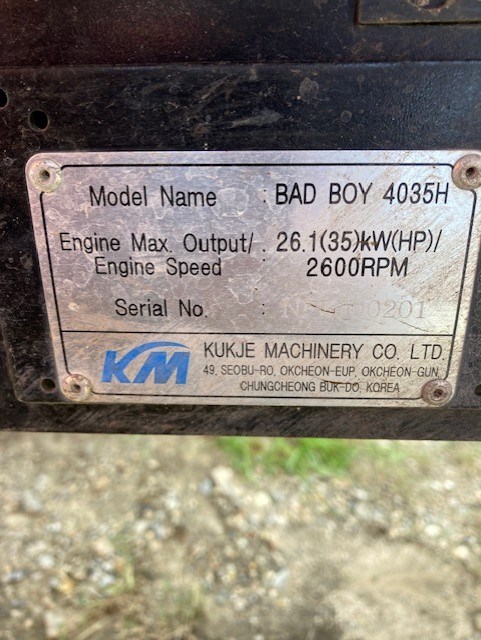 Model Name : BAD BOY 4035H
Engine Max. Output/ : 26.1(35)kW(HP)/
Engine Speed 2600RPM
Serial No. :
KM KUKJE MACHINERY CO. LTD.
49, SEOBU-RO, OKCHEON-EUP, OKCHEON-GUN,
CHUNGCHEONG BUK-DO, KOREA